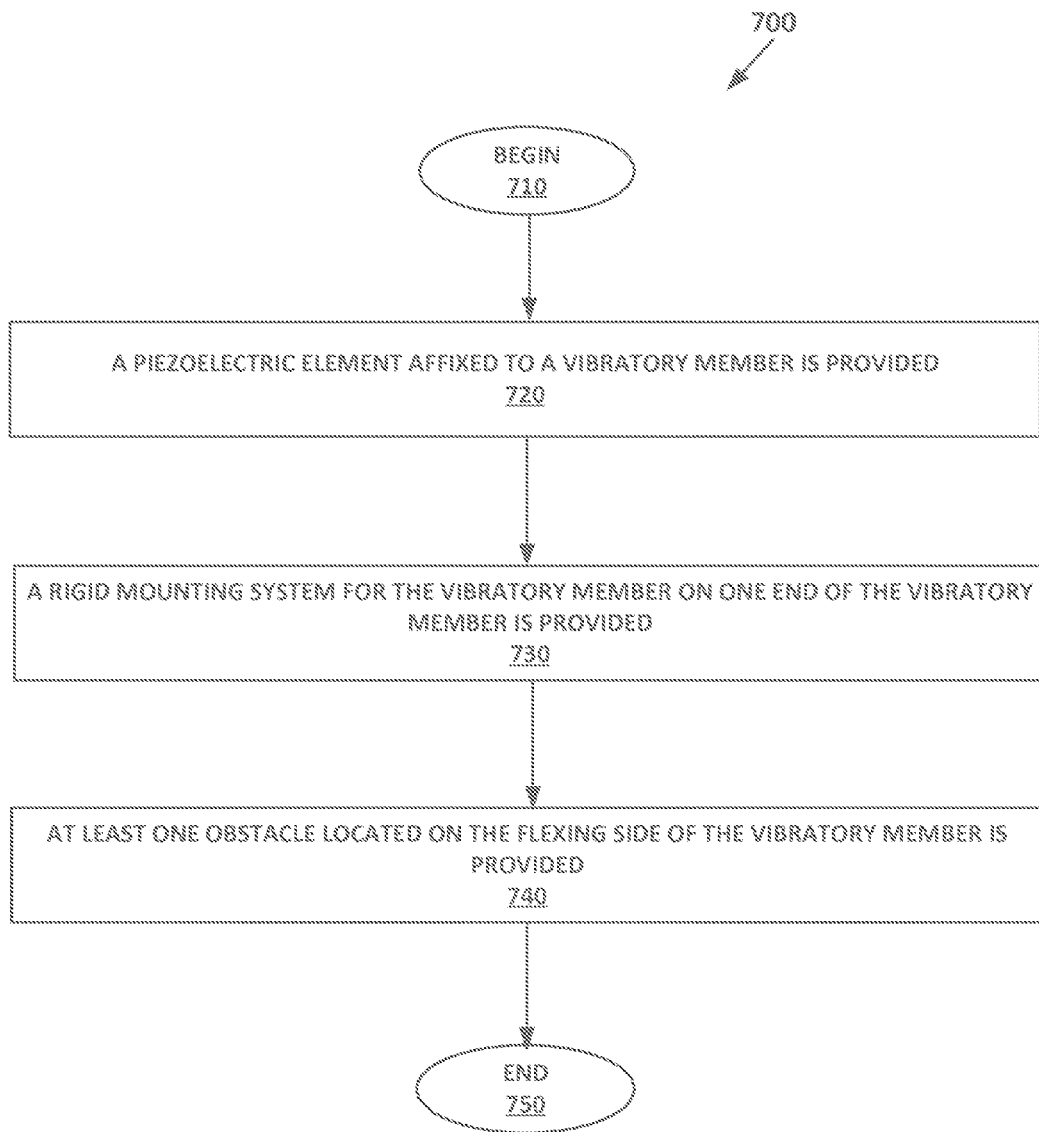 700
BEGIN
710
A PIEZOELECTRIC ELEMENT AFFIXED TO A VIBRATORY MEMBER IS PROVIDED
720
A RIGID MOUNTING SYSTEM FOR THE VIBRATORY MEMBER ON ONE END OF THE VIBRATORY
MEMBER IS PROVIDED
730
AT LEAST ONE OBSTACLE LOCATED ON THE FLEXING SIDE OF THE VIBRATORY MEMBER IS
PROVIDED
740
END
750